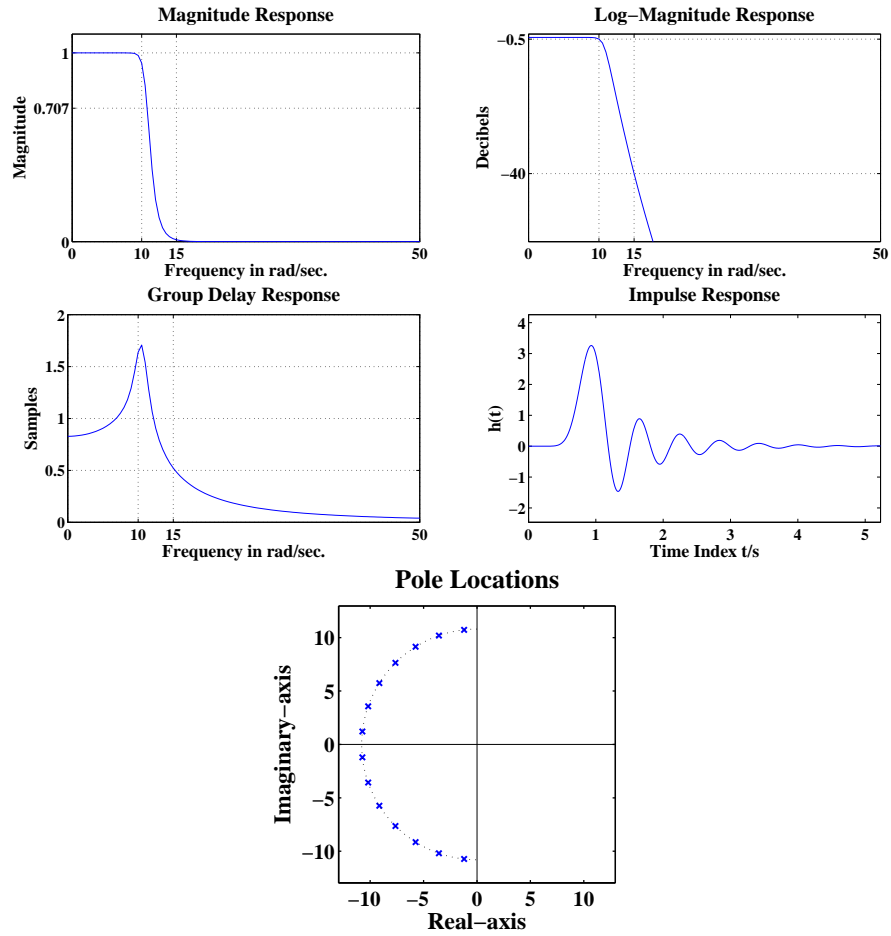 Magnitude Response
1
0.707
0
Magnitude
0 10 15 50
Frequency in rad/sec.
Log−Magnitude Response
−0.5
−40
Decibels
0 10 15 50
Frequency in rad/sec.
Group Delay Response
2
1.5
1
0.5
0
Samples
0 10 15 50
Frequency in rad/sec.
Impulse Response
4
3
2
1
0
−1
−2
h(t)
0 1 2 3 4 5
Time Index t/s
Pole Locations
10
5
0
−5
−10
Imaginary−axis
−10 −5 0 5 10
Real−axis